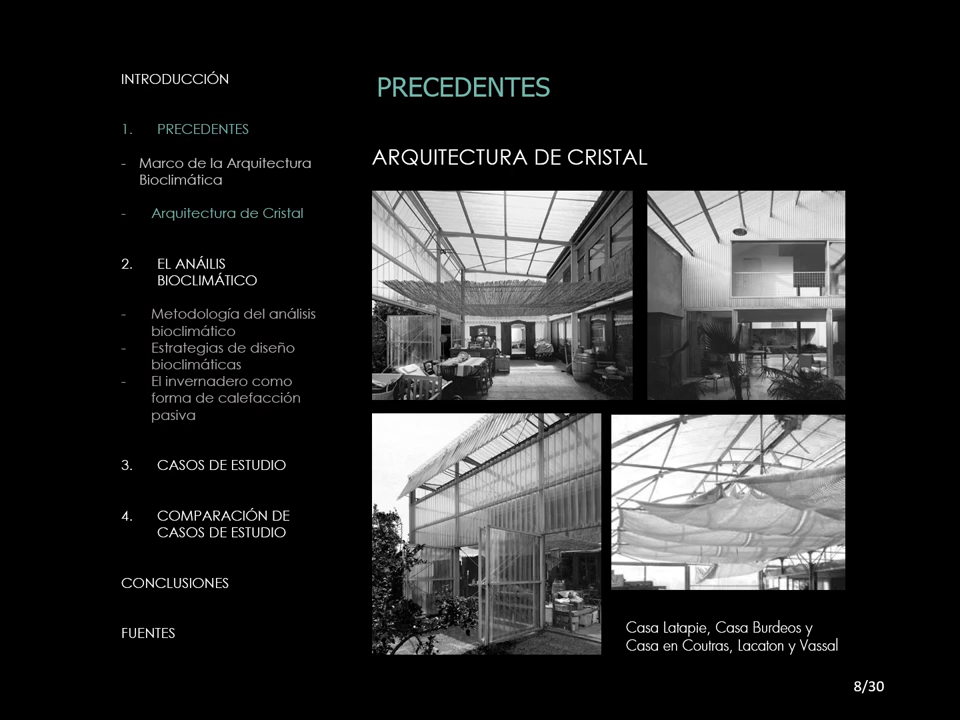 INTRODUCCIÓN
1. PRECEDENTES
- Marco de la Arquitectura
Bioclimática
- Arquitectura de Cristal
2. EL ANÁILIS
BIOCLIMÁTICO
- Metodología del análisis
bioclimático
- Estrategias de diseño
bioclimáticas
- El invernadero como
forma de calefacción
pasiva
3. CASOS DE ESTUDIO
4. COMPARACIÓN DE
CASOS DE ESTUDIO
CONCLUSIONES
FUENTES
PRECEDENTES
ARQUITECTURA DE CRISTAL
Casa Latapie, Casa Burdeos y
Casa en Coutras, Lacaton y Vassal
8/30